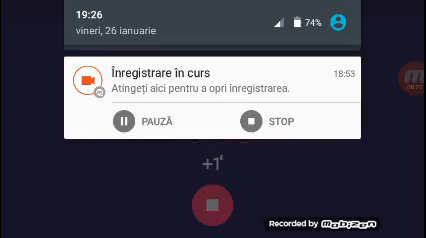 19:26
74%
vineri, 26 ianuarie
Înregistrare în curs
18:53
Atingeți aici pentru a opri înregistrarea.
PAUZĂ
STOP
+1'
Recorded by mobizen